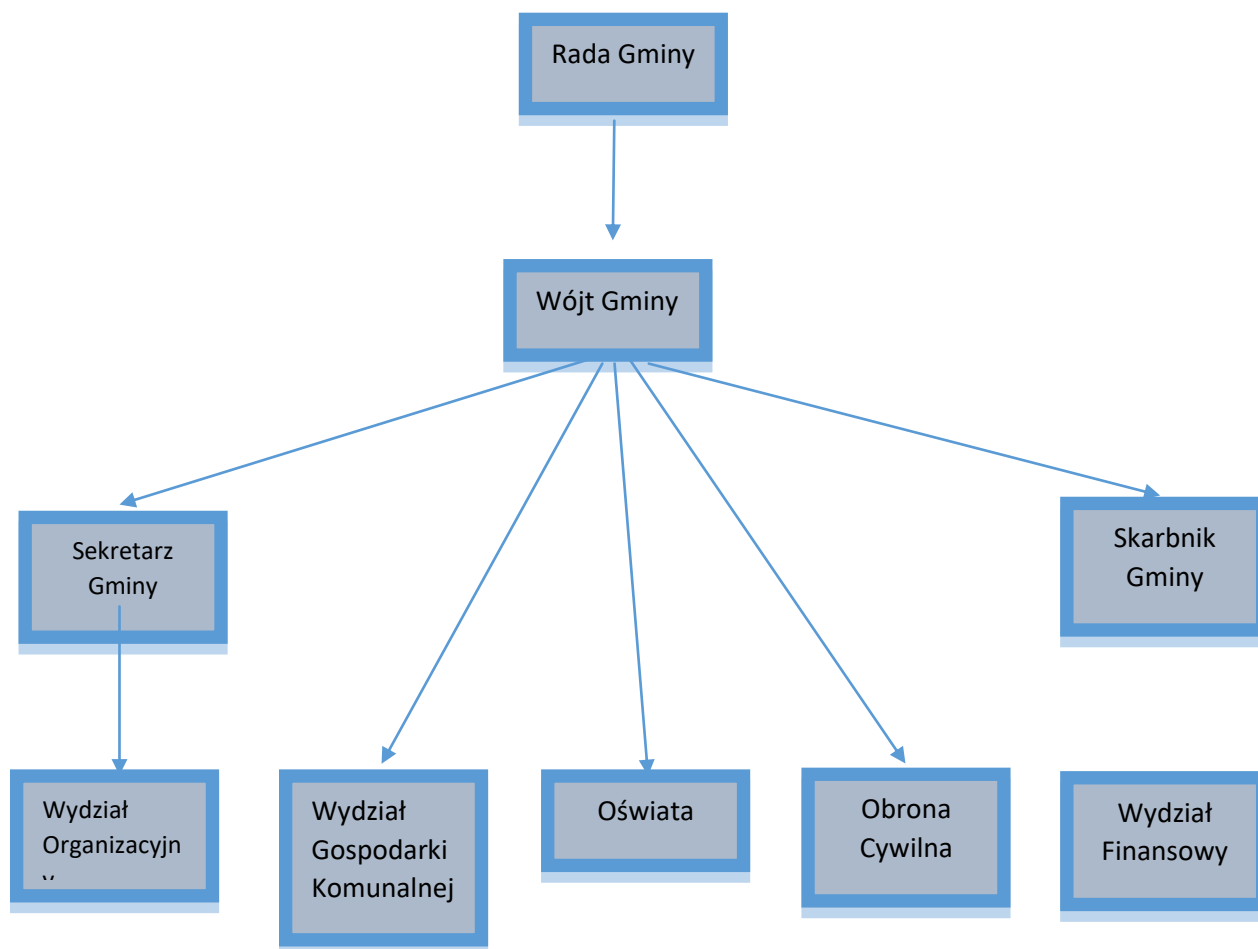 Rada Gminy
Wójt Gminy
Sekretarz
Gminy
Skarbnik
Gminy
Wydział
Organizacyjn
y
Wydział
Gospodarki
Komunalnej
Oświata
Obrona
Cywilna
Wydział
Finansowy